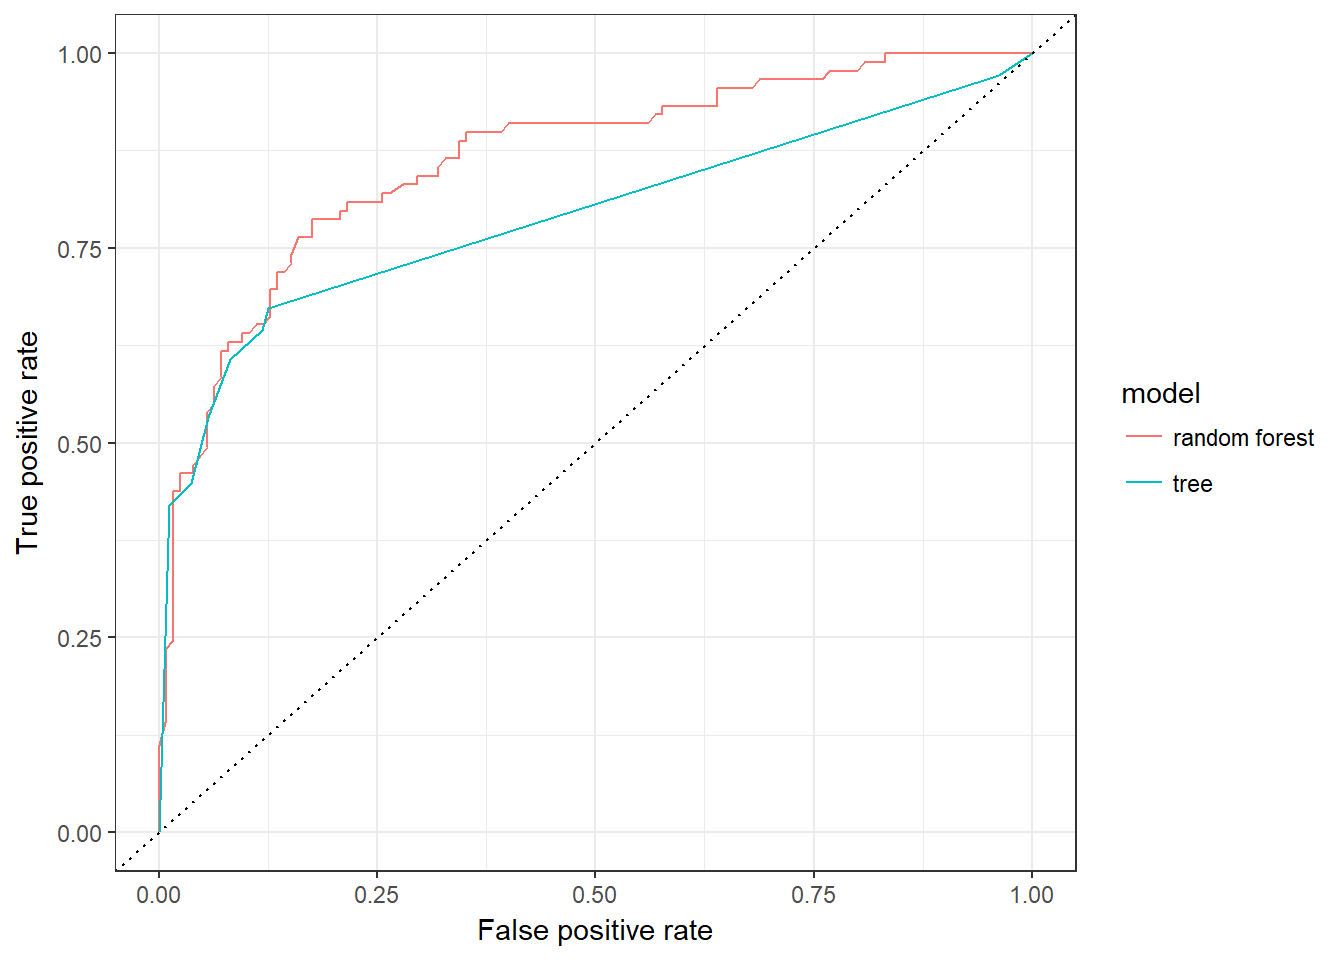 1.00
0.75
0.50
0.25
0.00
True positive rate
0.00 0.25 0.50 0.75 1.00
False positive rate
model
random forest
tree